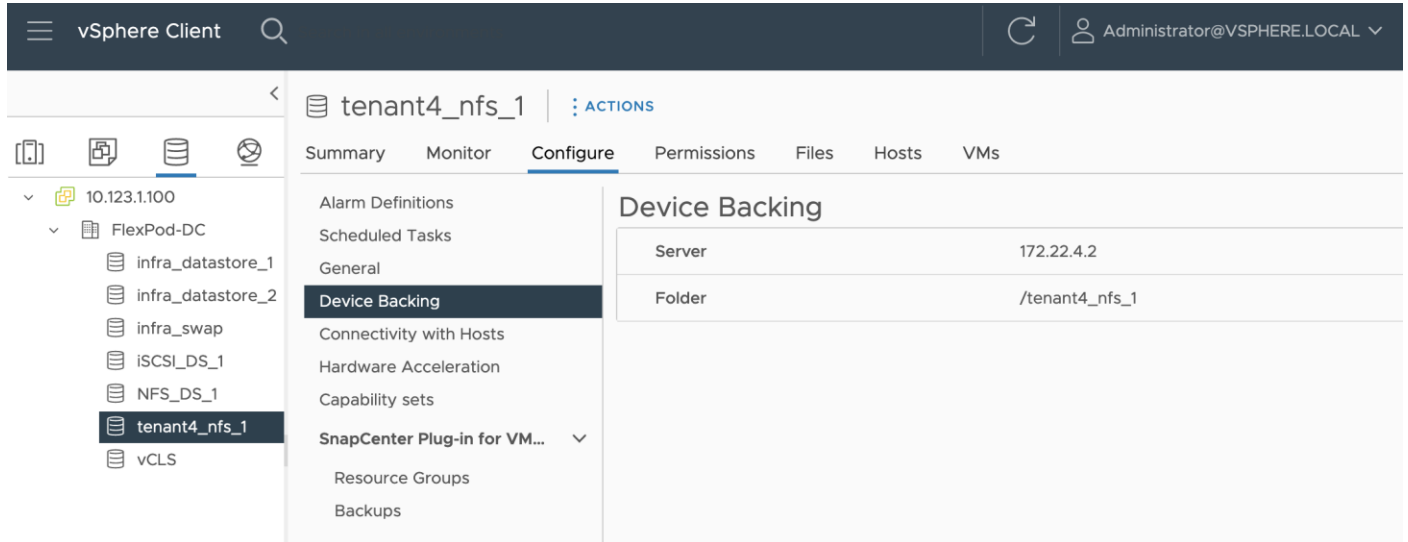 vSphere Client
Administrator@VSPHERE.LOCAL
tenant4_nfs_1
ACTIONS
Summary Monitor Configure Permissions Files Hosts VMs
10.123.1.100
FlexPod-DC
infra_datastore_1
infra_datastore_2
infra_swap
iSCSI_DS_1
NFS_DS_1
tenant4_nfs_1
vCLS
Alarm Definitions
Scheduled Tasks
General
Device Backing
Connectivity with Hosts
Hardware Acceleration
Capability sets
SnapCenter Plug-in for VM...
Resource Groups
Backups
Device Backing
Server 172.22.4.2
Folder /tenant4_nfs_1